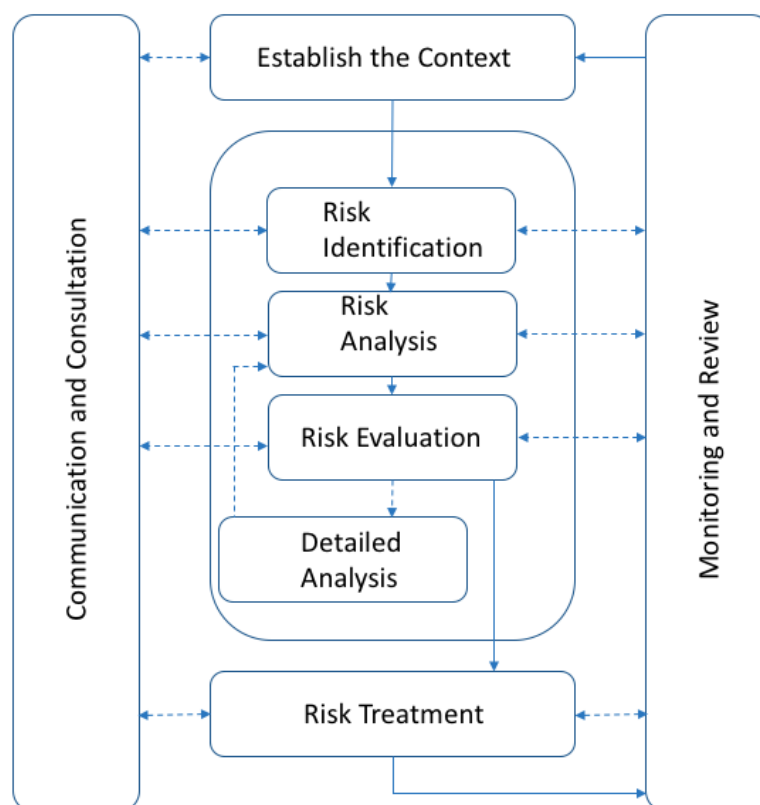 Establish the Context
Communication and Consultation
Monitoring and Review
Risk
Identification
Risk
Analysis
Risk Evaluation
Detailed
Analysis
Risk Treatment